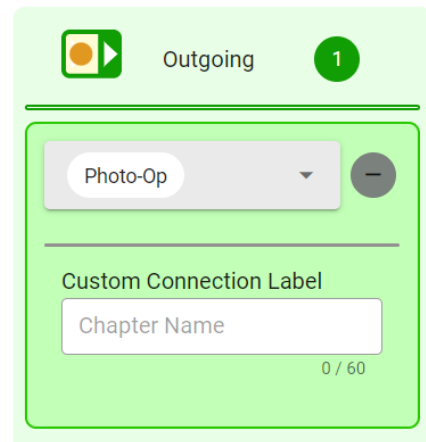 Outgoing 1
Photo-Op
Custom Connection Label
Chapter Name
0 / 60